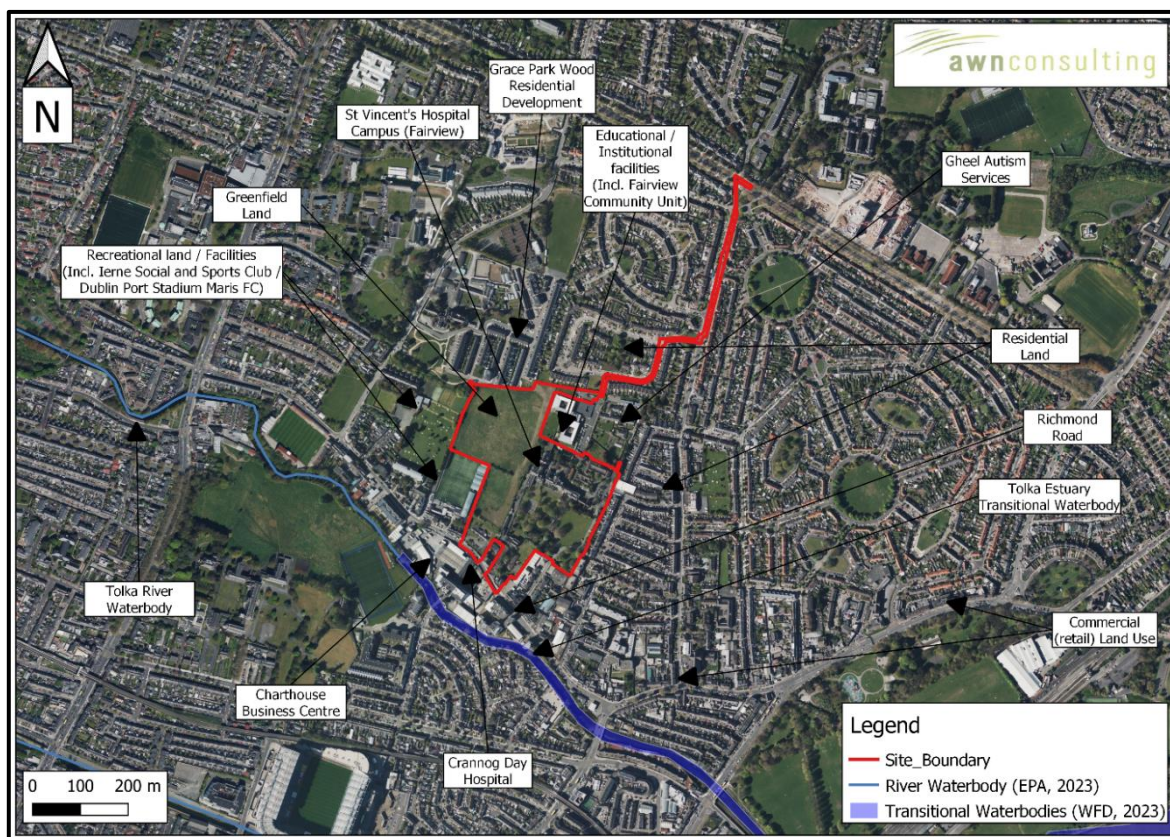 awnconsulting
N
Grace Park Wood
Residential
Development
St Vincent's Hospital
Campus (Fairview)
Educational /
Institutional
facilities
(Incl. Fairview
Community Unit)
Gheel Autism
Services
Greenfield
Land
Recreational land / Facilities
(Incl. Ierne Social and Sports Club /
Dublin Port Stadium Maris FC)
Residential
Land
Richmond
Road
Tolka Estuary
Transitional Waterbody
Tolka River
Waterbody
Commercial
(retail) Land Use
Charthouse
Business Centre
Crannog Day
Hospital
0 100 200 m
Legend
Site_Boundary
River Waterbody (EPA, 2023)
Transitional Waterbodies (WFD, 2023)